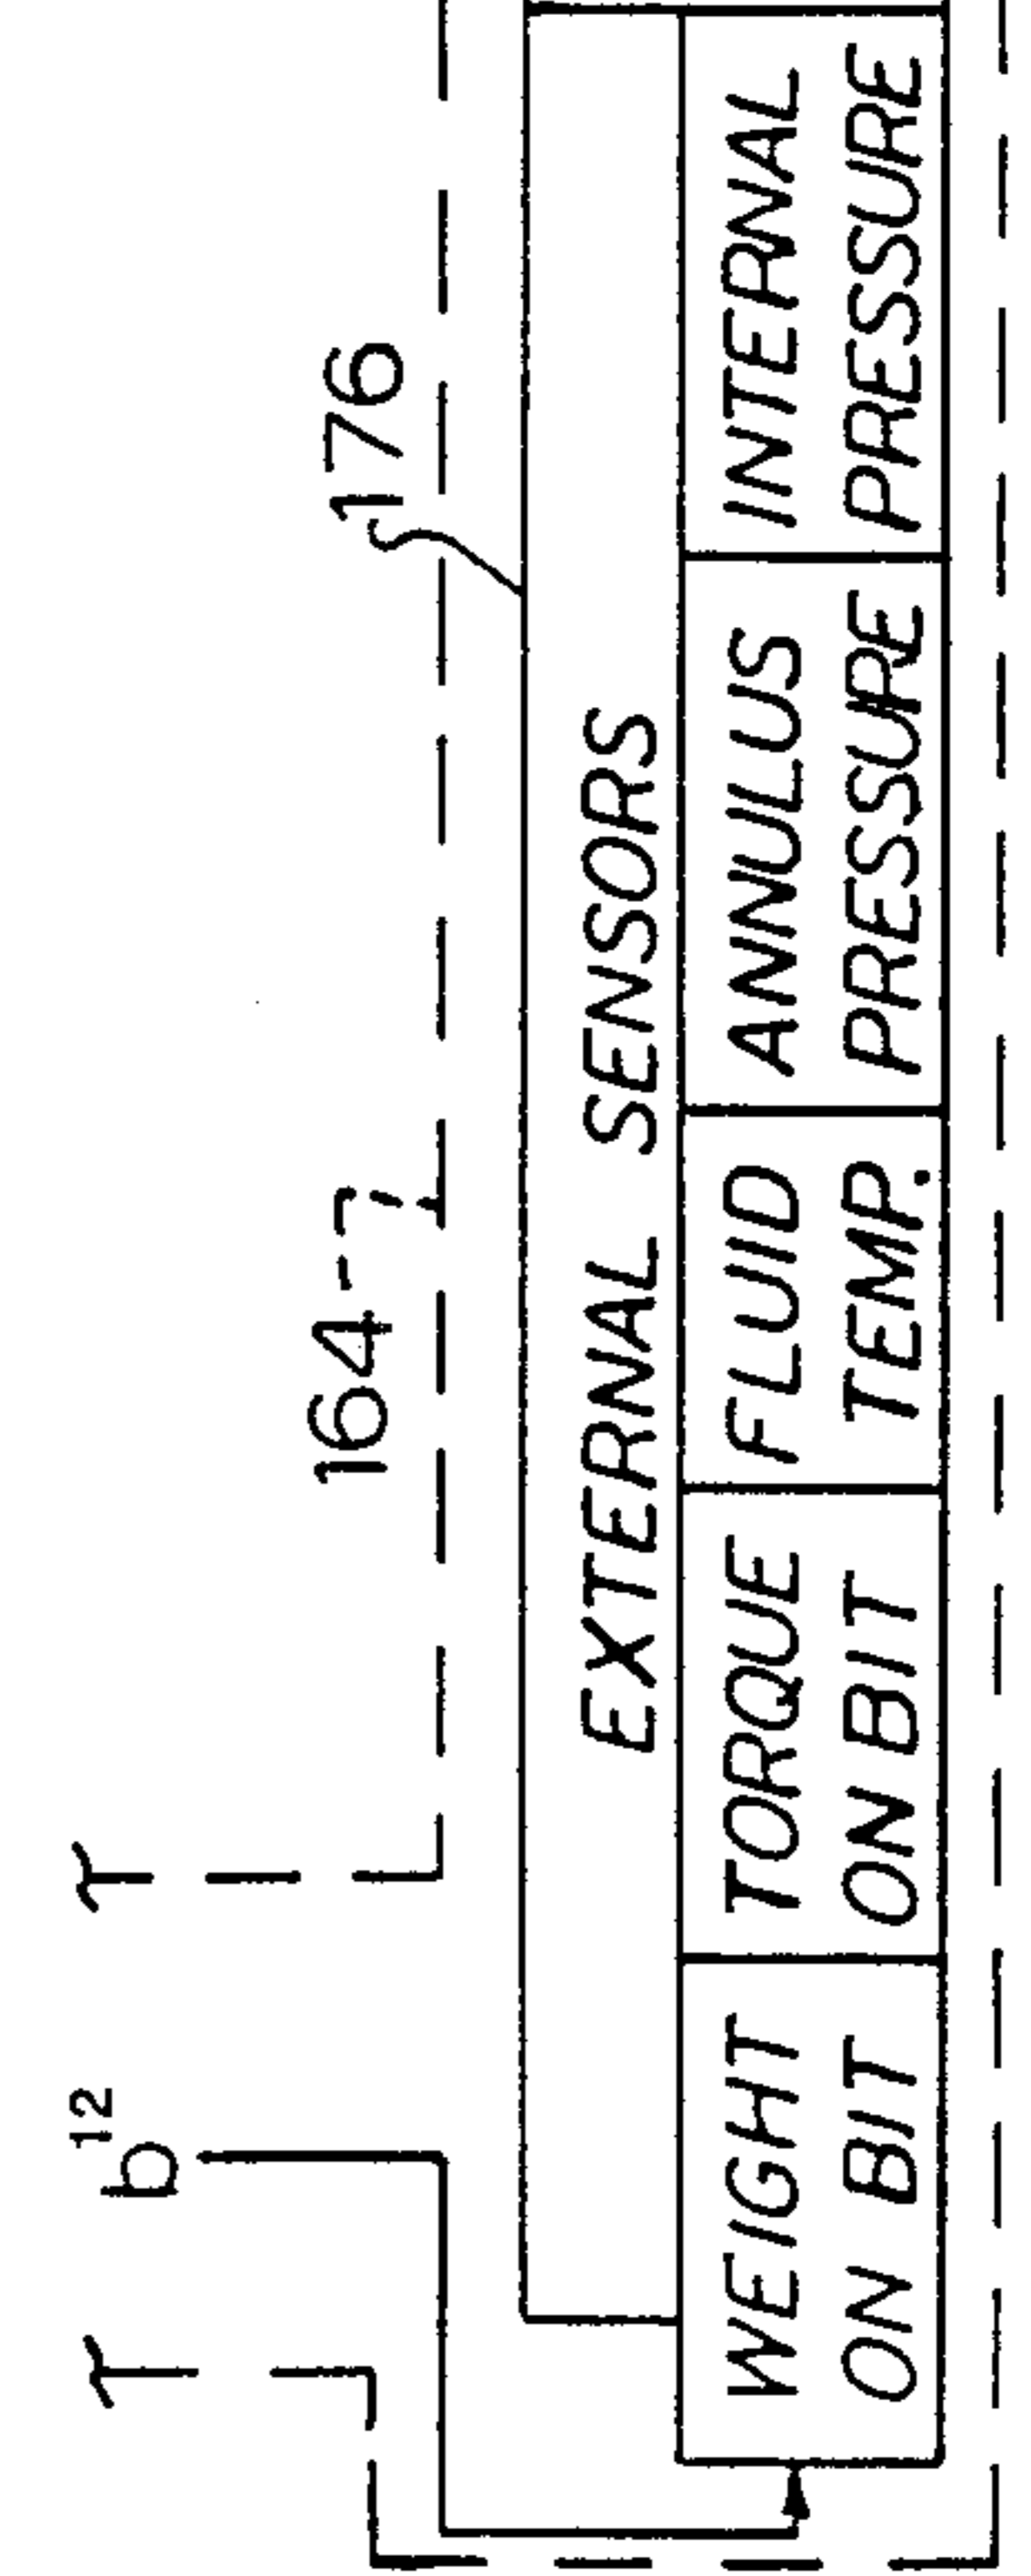 b12
164
176
EXTERNAL SENSORS
WEIGHT
ON BIT
TORQUE
ON BIT
FLUID
TEMP.
ANNULUS
PRESSURE
INTERNAL
PRESSURE